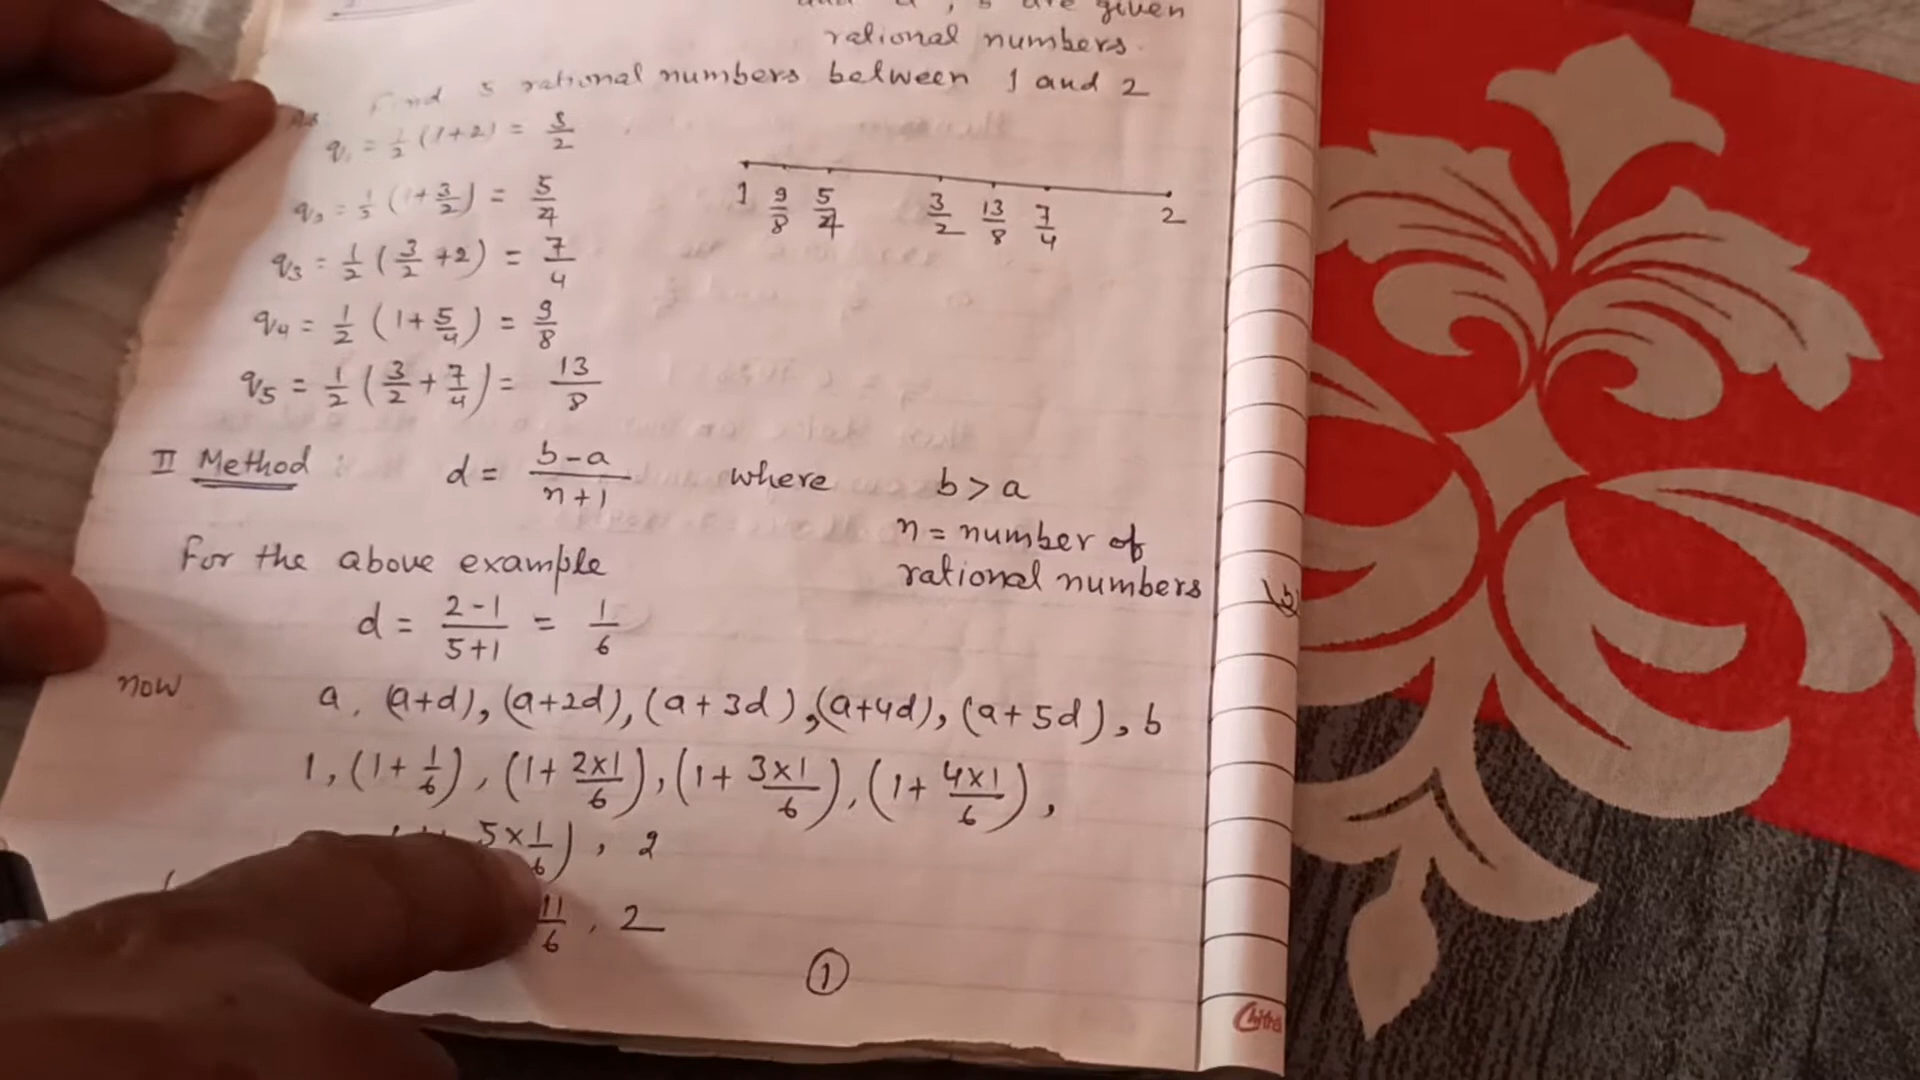 are given
rational numbers.
Find 5 rational numbers between 1 and 2
q₁ = 1/2 (1+2) = 3/2
q₂ = 1/2 (1+3/2) = 5/4
q₃ = 1/2 (3/2 +2) = 7/4
q₄ = 1/2 (1+5/4) = 9/8
q₅ = 1/2 (3/2 + 7/4) = 13/8
1 9/8 5/4 3/2 13/8 7/4 2
II Method d = b-a/n+1 where b > a
n = number of
rational numbers
For the above example
d = 2-1/5+1 = 1/6
now a, (a+d), (a+2d), (a+3d), (a+4d), (a+5d), b
1, (1+ 1/6), (1+ 2×1/6), (1+ 3×1/6), (1+ 4×1/6),
5×1/6), 2
11/6, 2
1